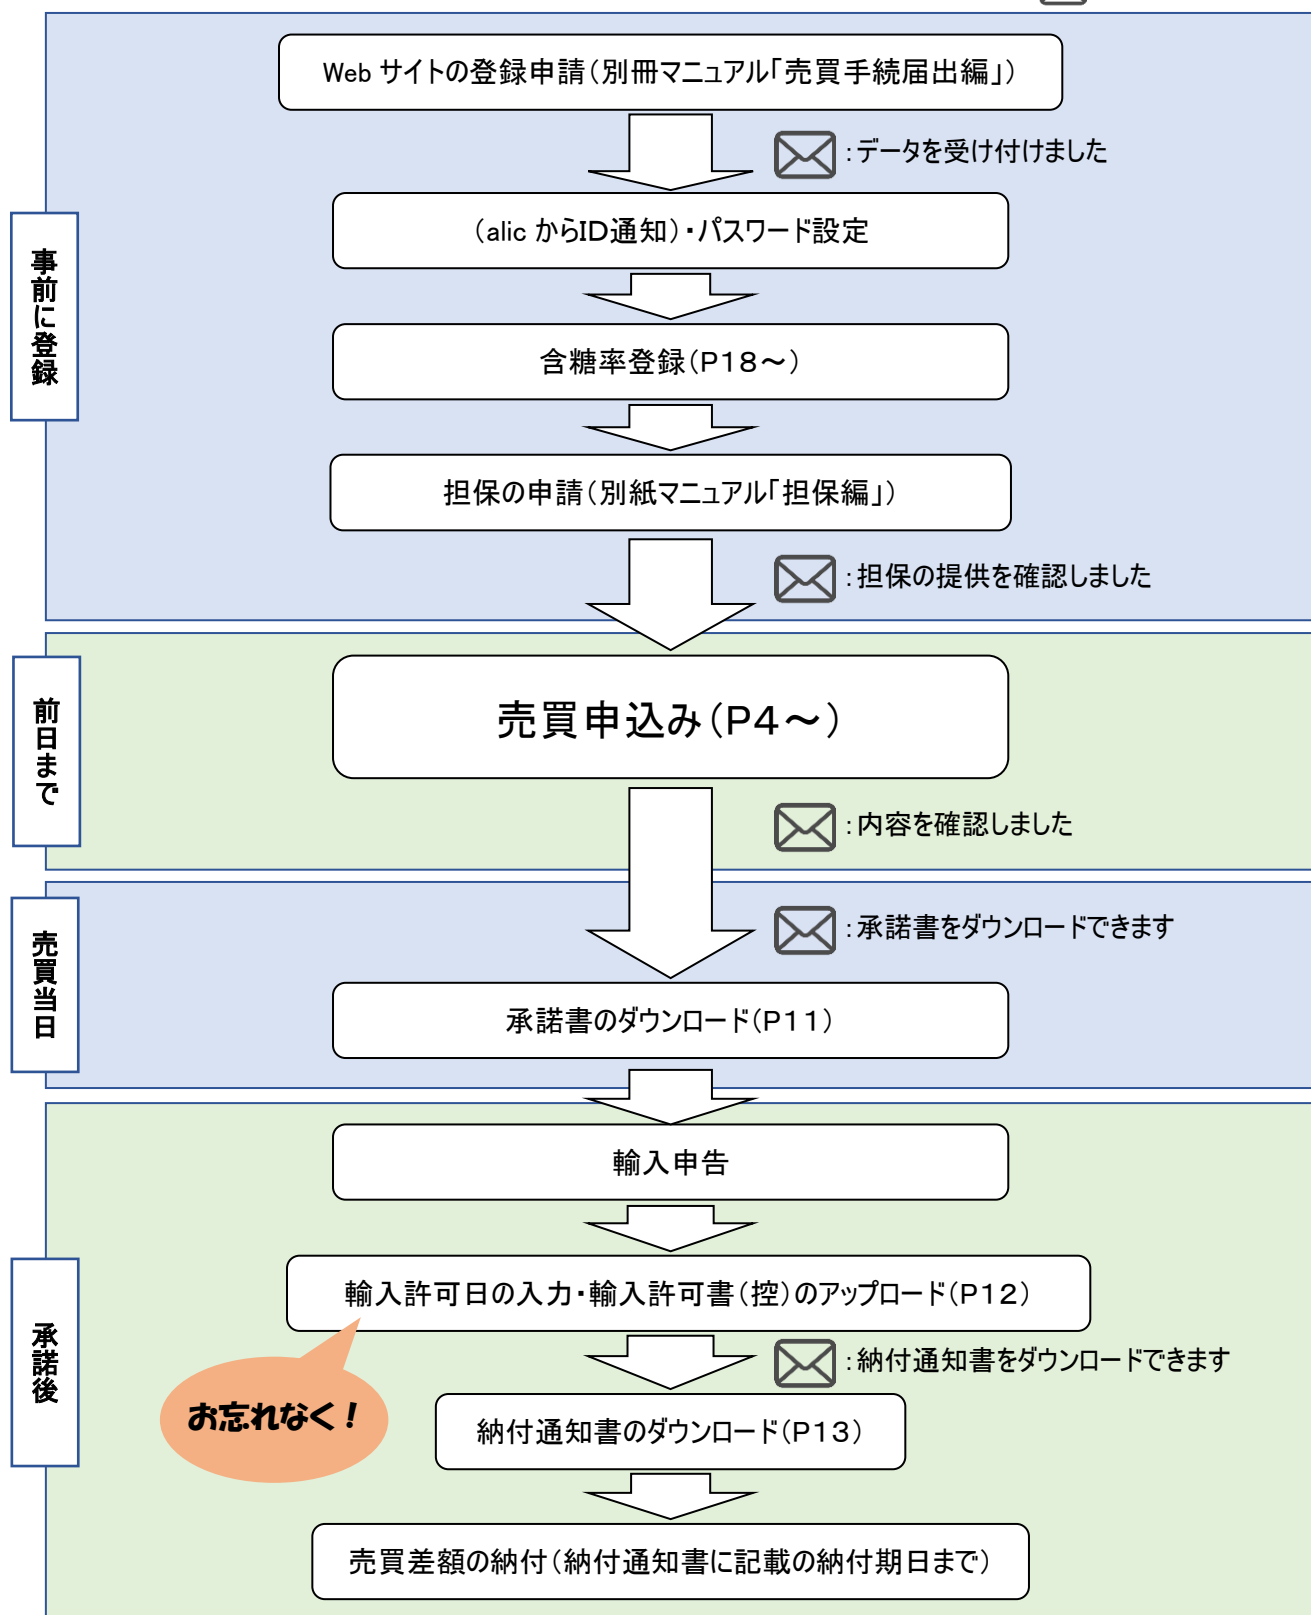 Web サイトの登録申請(別冊マニュアル「売買手続届出編」)
:データを受け付けました
事前に登録
(alic からID通知)・パスワード設定
含糖率登録(P18～)
担保の申請(別紙マニュアル「担保編」)
:担保の提供を確認しました
前日まで
売買申込み(P4～)
:内容を確認しました
売買当日
:承諾書をダウンロードできます
承諾書のダウンロード(P11)
承諾後
輸入申告
輸入許可日の入力・輸入許可書(控)のアップロード(P12)
お忘れなく！
:納付通知書をダウンロードできます
納付通知書のダウンロード(P13)
売買差額の納付(納付通知書に記載の納付期日まで)